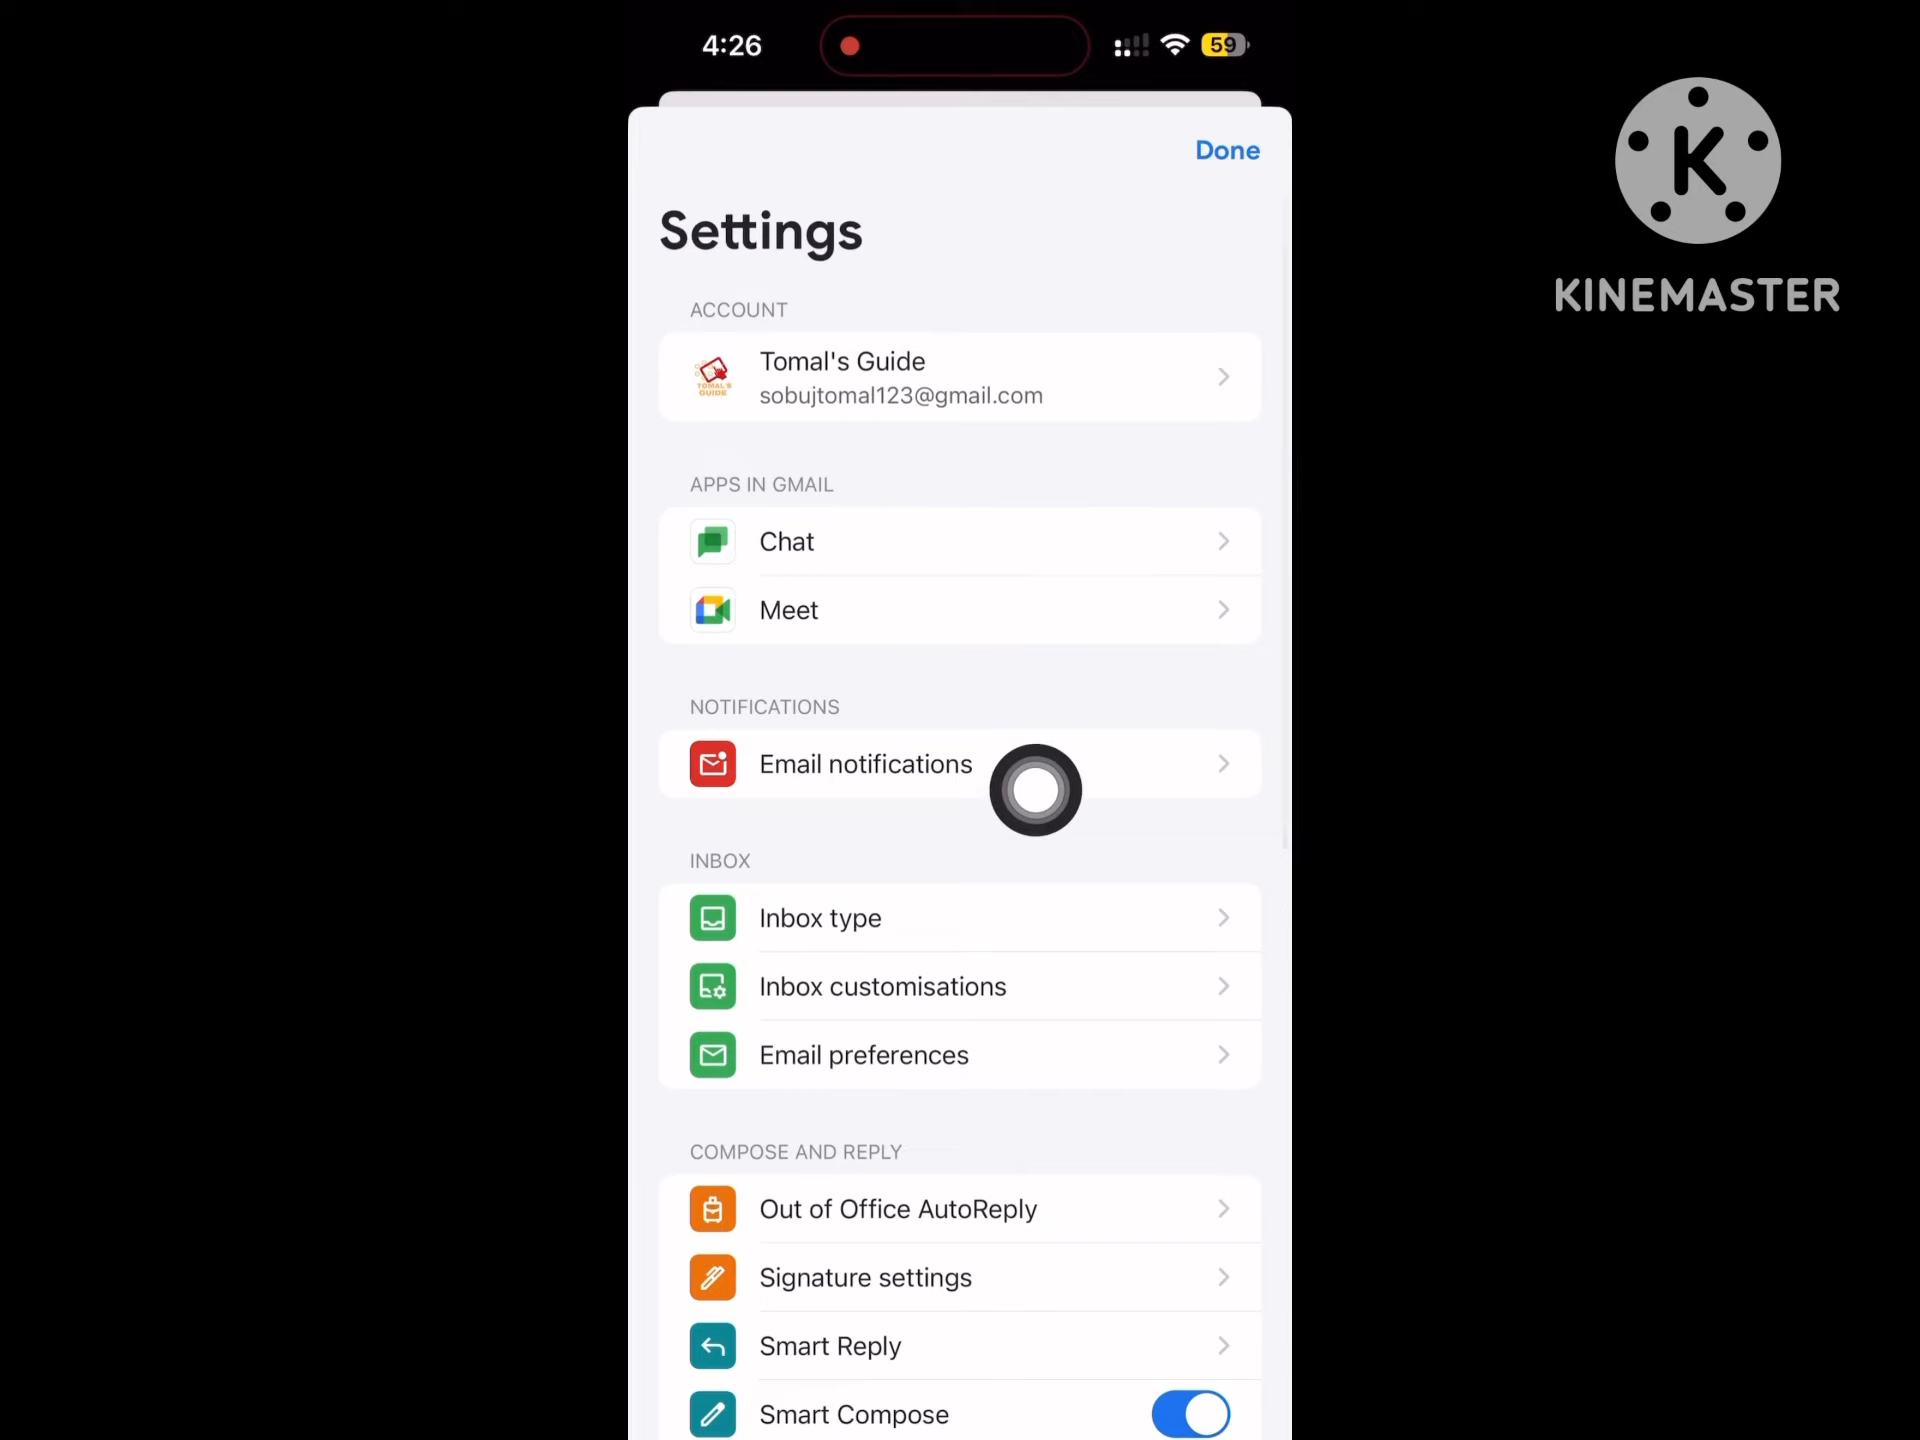 4:26
59
K
KINEMASTER
Done
Settings
ACCOUNT
Tomal's Guide
sobujtomal123@gmail.com
TOMAL'S
GUIDE
APPS IN GMAIL
Chat
Meet
NOTIFICATIONS
Email notifications
INBOX
Inbox type
Inbox customisations
Email preferences
COMPOSE AND REPLY
Out of Office AutoReply
Signature settings
Smart Reply
Smart Compose